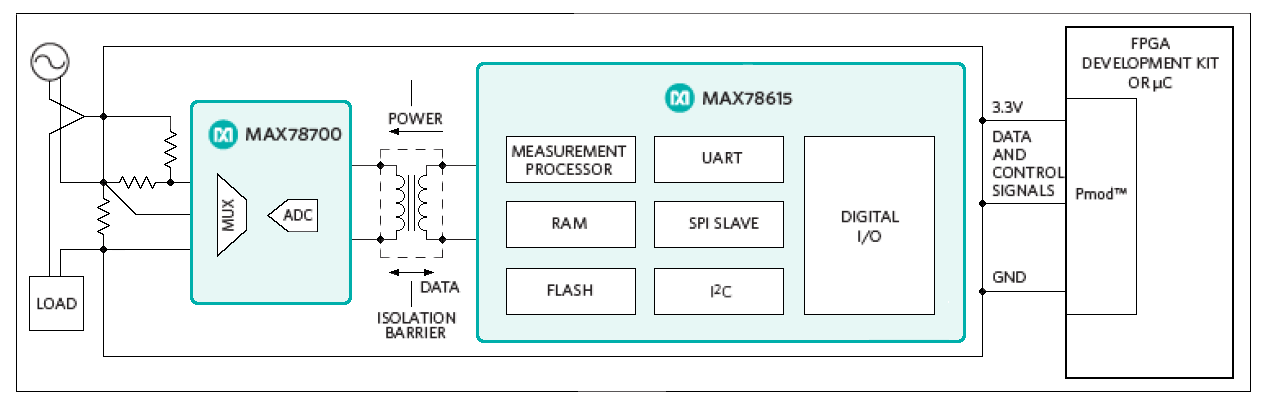 LOAD
MAX78700
MUX
ADC
POWER
DATA
ISOLATION
BARRIER
MAX78615
MEASUREMENT
PROCESSOR
UART
RAM
SPI SLAVE
FLASH
I²C
DIGITAL
I/O
3.3V
DATA
AND
CONTROL
SIGNALS
GND
FPGA
DEVELOPMENT KIT
OR µC
Pmod™